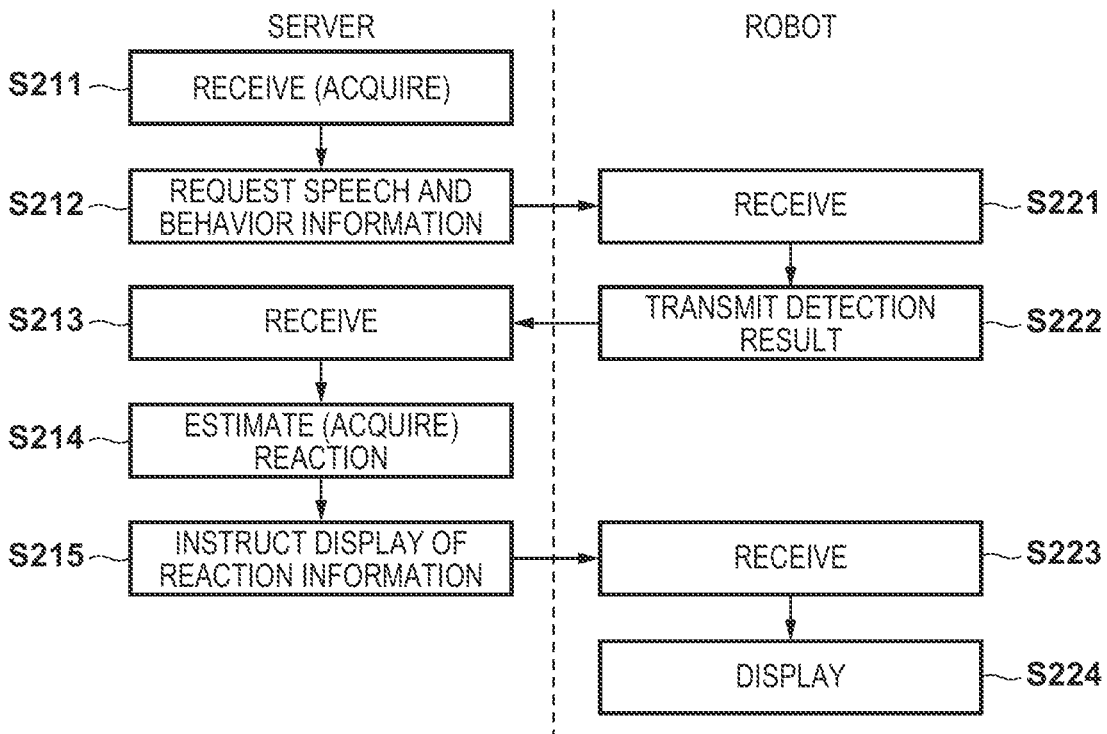 SERVER
ROBOT
S211
RECEIVE (ACQUIRE)
S212
REQUEST SPEECH AND
BEHAVIOR INFORMATION
RECEIVE
S221
S213
RECEIVE
TRANSMIT DETECTION
RESULT
S222
S214
ESTIMATE (ACQUIRE)
REACTION
S215
INSTRUCT DISPLAY OF
REACTION INFORMATION
RECEIVE
S223
DISPLAY
S224